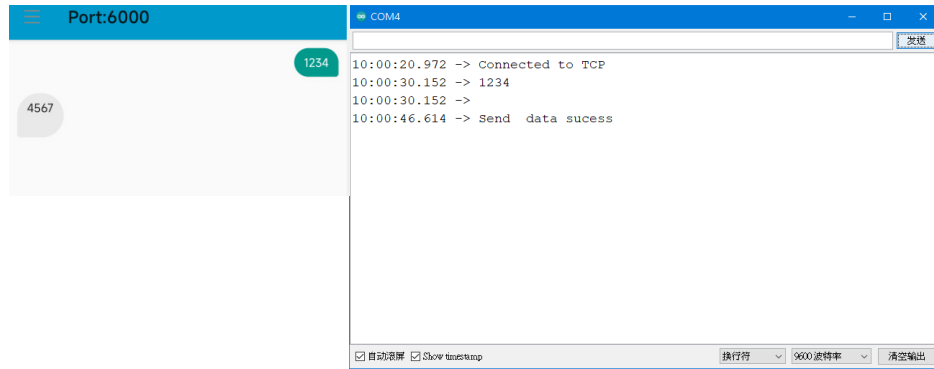 Port:6000
1234
4567
COM4
发送
10:00:20.972 -> Connected to TCP
10:00:30.152 -> 1234
10:00:30.152 ->
10:00:46.614 -> Send  data sucess
自动滚屏 Show timestamp
换行符
9600 波特率
清空输出